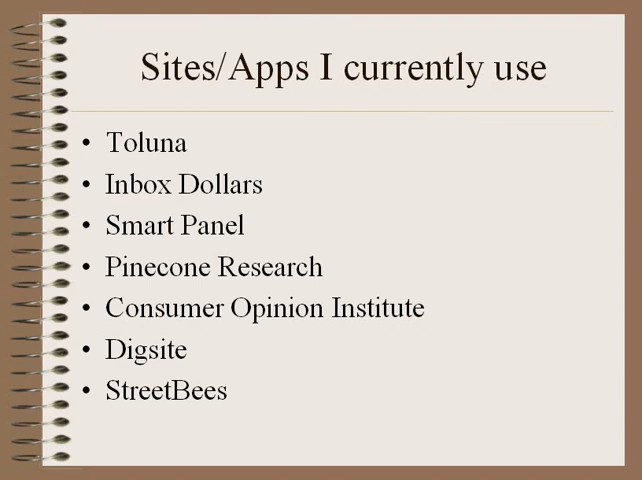 Sites/Apps I currently use
• Toluna
• Inbox Dollars
• Smart Panel
• Pinecone Research
• Consumer Opinion Institute
• Digsite
• StreetBees